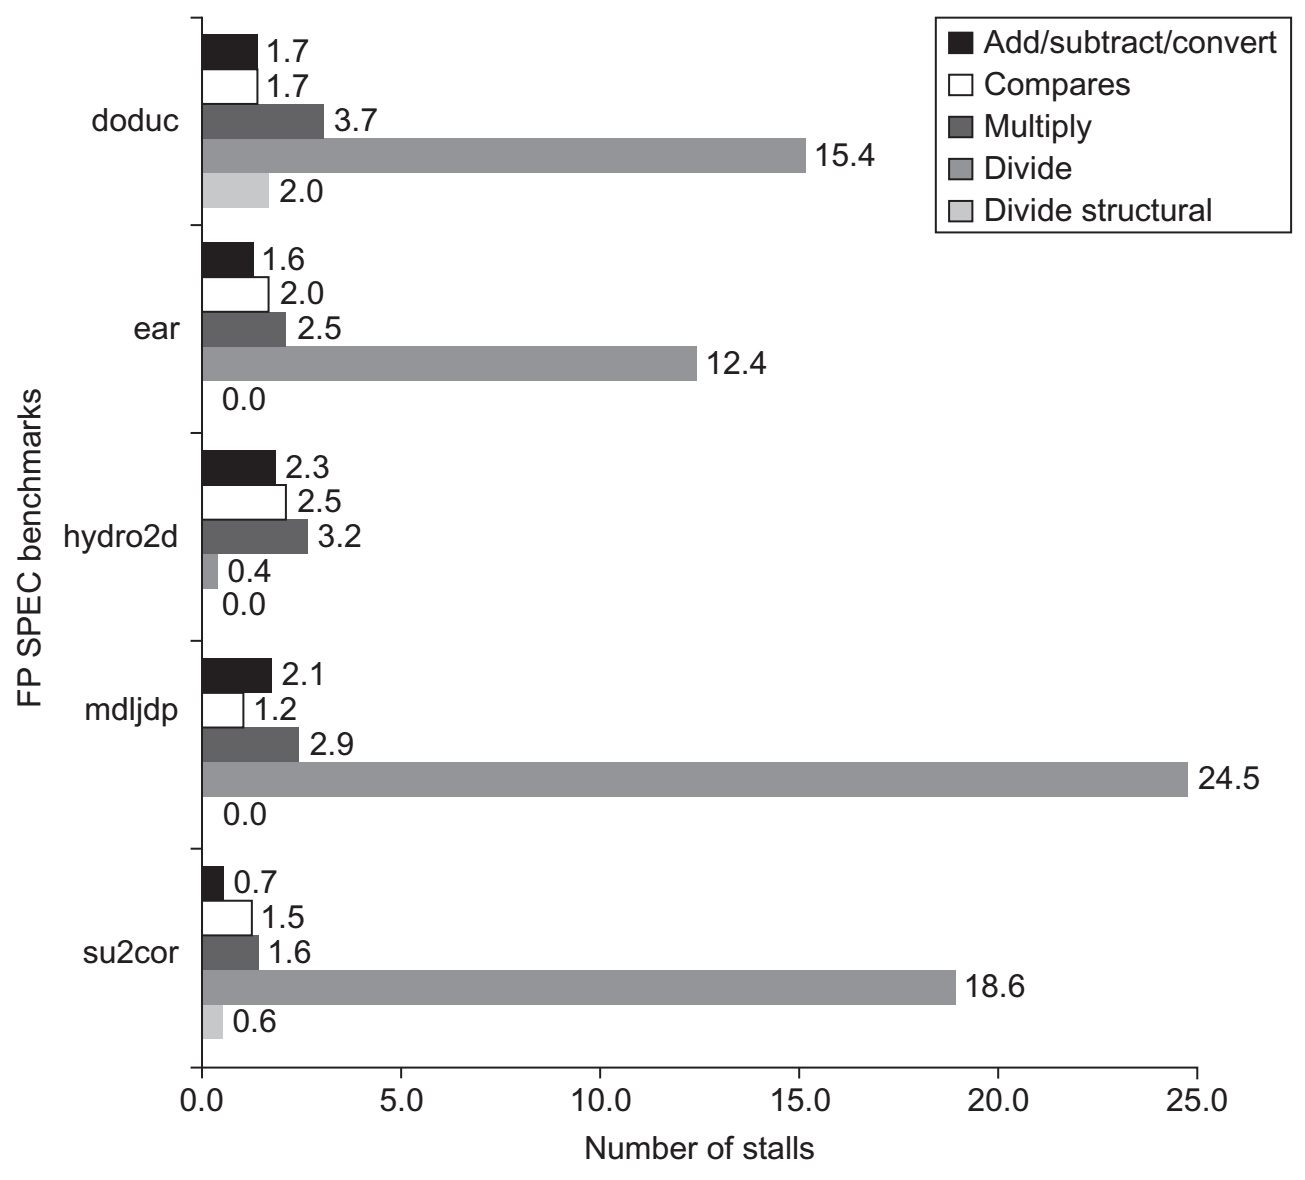 Add/subtract/convert
Compares
Multiply
Divide
Divide structural
FP SPEC benchmarks
doduc
1.7
1.7
3.7
15.4
2.0
ear
1.6
2.0
2.5
12.4
0.0
hydro2d
2.3
2.5
3.2
0.4
0.0
mdljdp
2.1
1.2
2.9
24.5
0.0
su2cor
0.7
1.5
1.6
18.6
0.6
0.0 5.0 10.0 15.0 20.0 25.0
Number of stalls